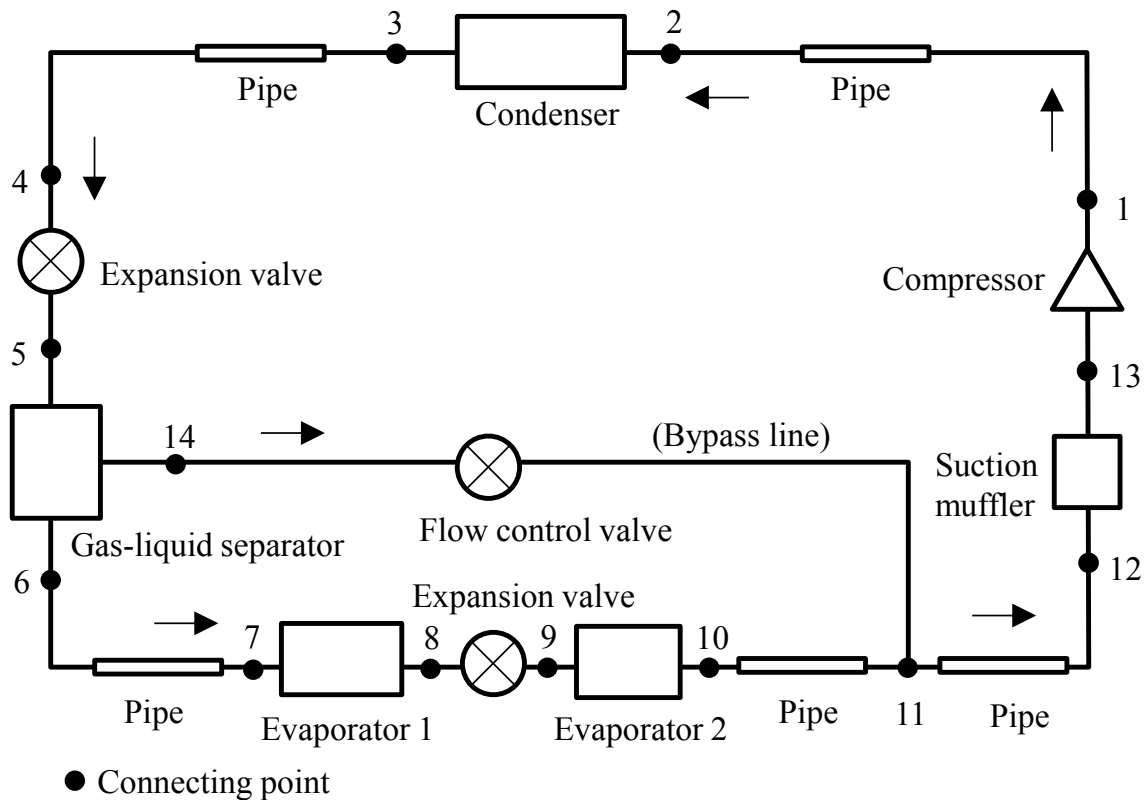 3
2
Pipe
Condenser
Pipe
4
1
Expansion valve
Compressor
5
13
14
(Bypass line)
Suction
muffler
Flow control valve
Gas-liquid separator
6
12
Expansion valve
7
8
9
10
Pipe
Evaporator 1
Evaporator 2
Pipe
11
Pipe
Connecting point